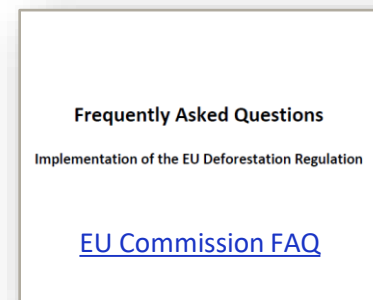 Frequently Asked Questions
Implementation of the EU Deforestation Regulation
EU Commission FAQ